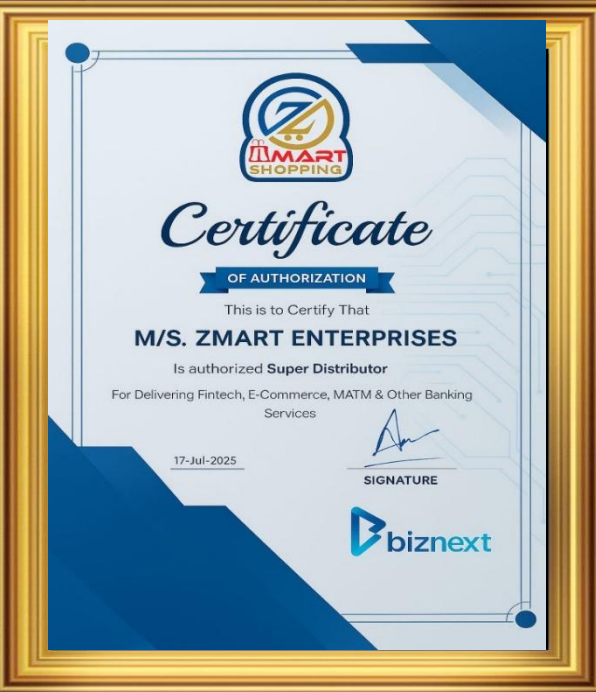 Z
ZMART
SHOPPING
Certificate
OF AUTHORIZATION
This is to Certify That
M/S. ZMART ENTERPRISES
Is authorized Super Distributor
For Delivering Fintech, E-Commerce, MATM & Other Banking
Services
17-Jul-2025
SIGNATURE
biznext